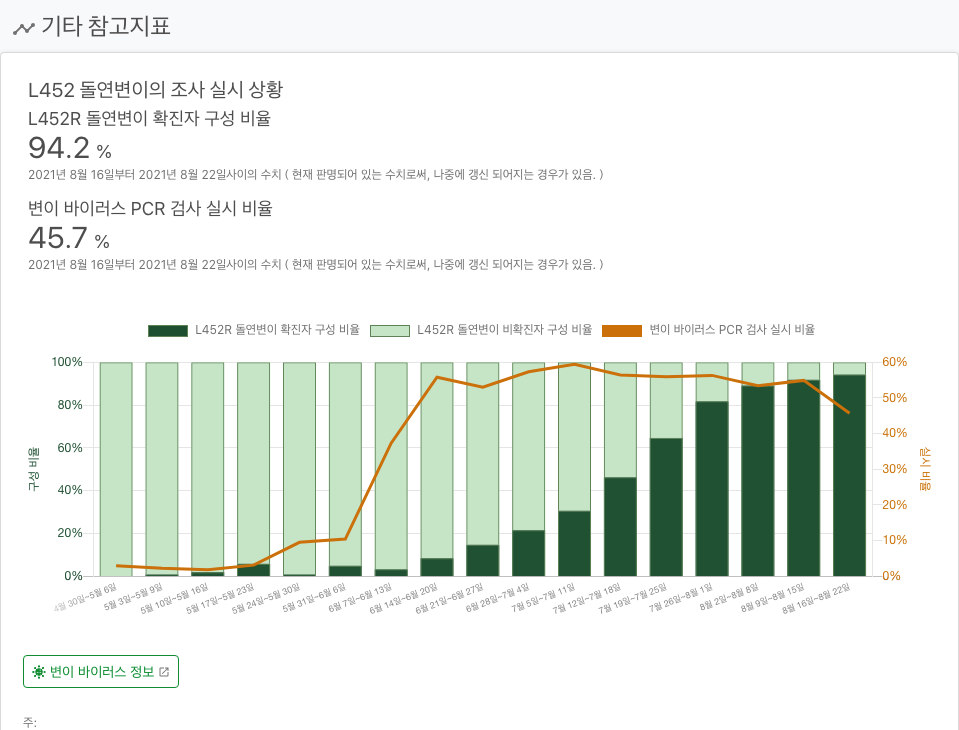 기타 참고지표
L452 돌연변이의 조사 실시 상황
L452R 돌연변이 확진자 구성 비율
94.2 %
2021년 8월 16일부터 2021년 8월 22일사이의 수치 ( 현재 판명되어 있는 수치로써, 나중에 갱신 되어지는 경우가 있음. )
변이 바이러스 PCR 검사 실시 비율
45.7 %
2021년 8월 16일부터 2021년 8월 22일사이의 수치 ( 현재 판명되어 있는 수치로써, 나중에 갱신 되어지는 경우가 있음. )
L452R 돌연변이 확진자 구성 비율 L452R 돌연변이 비확진자 구성 비율 변이 바이러스 PCR 검사 실시 비율
구성 비율
100%
80%
60%
40%
20%
0%
60%
50%
40%
30%
20%
10%
0%
실시 비율
4월 30일~5월 6일
5월 3일~5월 9일
5월 10일~5월 16일
5월 17일~5월 23일
5월 24일~5월 30일
5월 31일~6월 6일
6월 7일~6월 13일
6월 14일~6월 20일
6월 21일~6월 27일
6월 28일~7월 4일
7월 5일~7월 11일
7월 12일~7월 18일
7월 19일~7월 25일
7월 26일~8월 1일
8월 2일~8월 8일
8월 9일~8월 15일
8월 16일~8월 22일
변이 바이러스 정보
주: